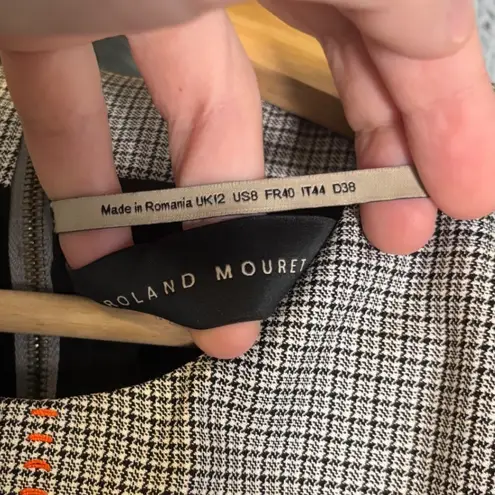 Made in Romania UK12 US8 FR40 IT44 D38
ROLAND MOURET